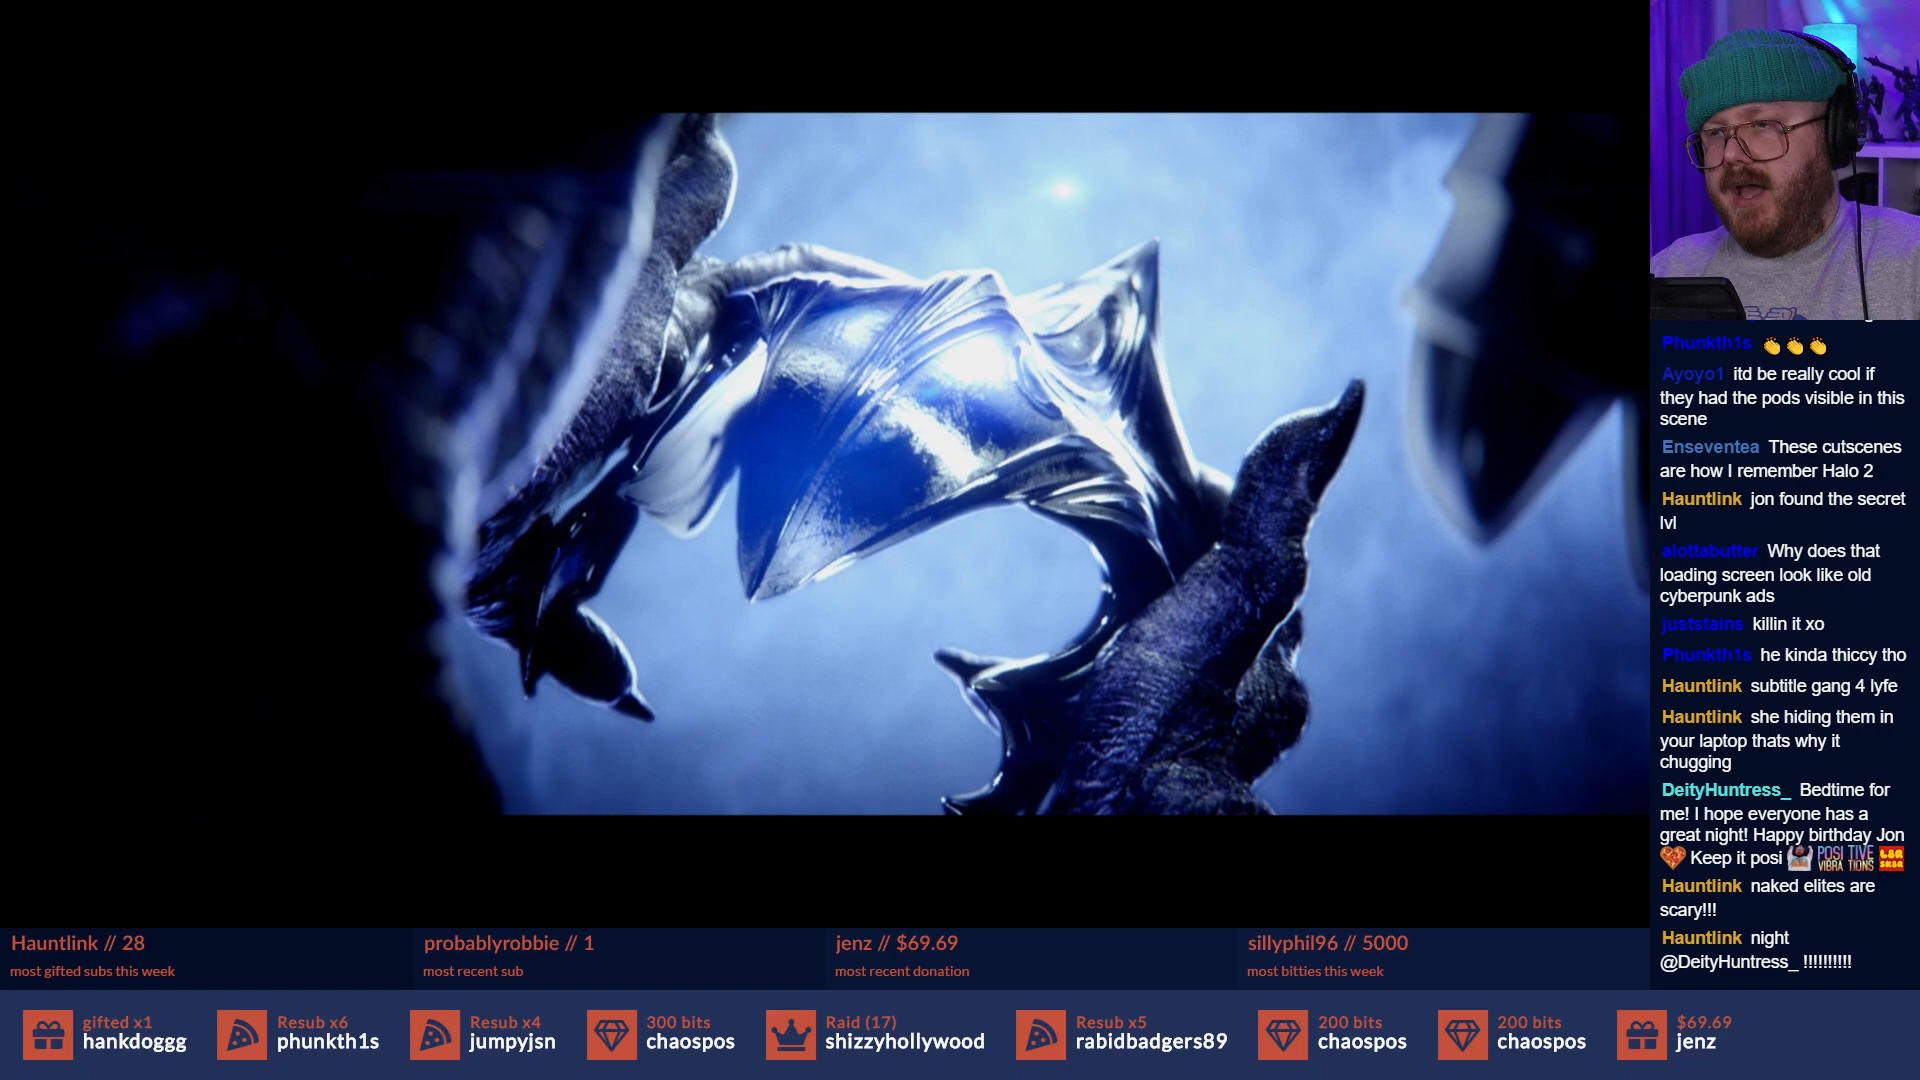 Phunkth1s 👏 👏 👏
Ayoyo1 itd be really cool if
they had the pods visible in this
scene
Enseventea These cutscenes
are how I remember Halo 2
Hauntlink jon found the secret
lvl
alottabutter Why does that
loading screen look like old
cyberpunk ads
juststains killin it xo
Phunkth1s he kinda thiccy tho
Hauntlink subtitle gang 4 lyfe
Hauntlink she hiding them in
your laptop thats why it
chugging
DeityHuntress_ Bedtime for
me! I hope everyone has a
great night! Happy birthday Jon
Keep it posi POSI TIVE VIBRA TIONS L8R SK8R
Hauntlink naked elites are
scary!!!
Hauntlink night
@DeityHuntress_ !!!!!!!!!!
Hauntlink // 28
most gifted subs this week
probablyrobbie // 1
most recent sub
jenz // $69.69
most recent donation
sillyphil96 // 5000
most bitties this week
gifted x1
hankdoggg
Resub x6
phunkth1s
Resub x4
jumpyjsn
300 bits
chaospos
Raid (17)
shizzyhollywood
Resub x5
rabidbadgers89
200 bits
chaospos
200 bits
chaospos
$69.69
jenz